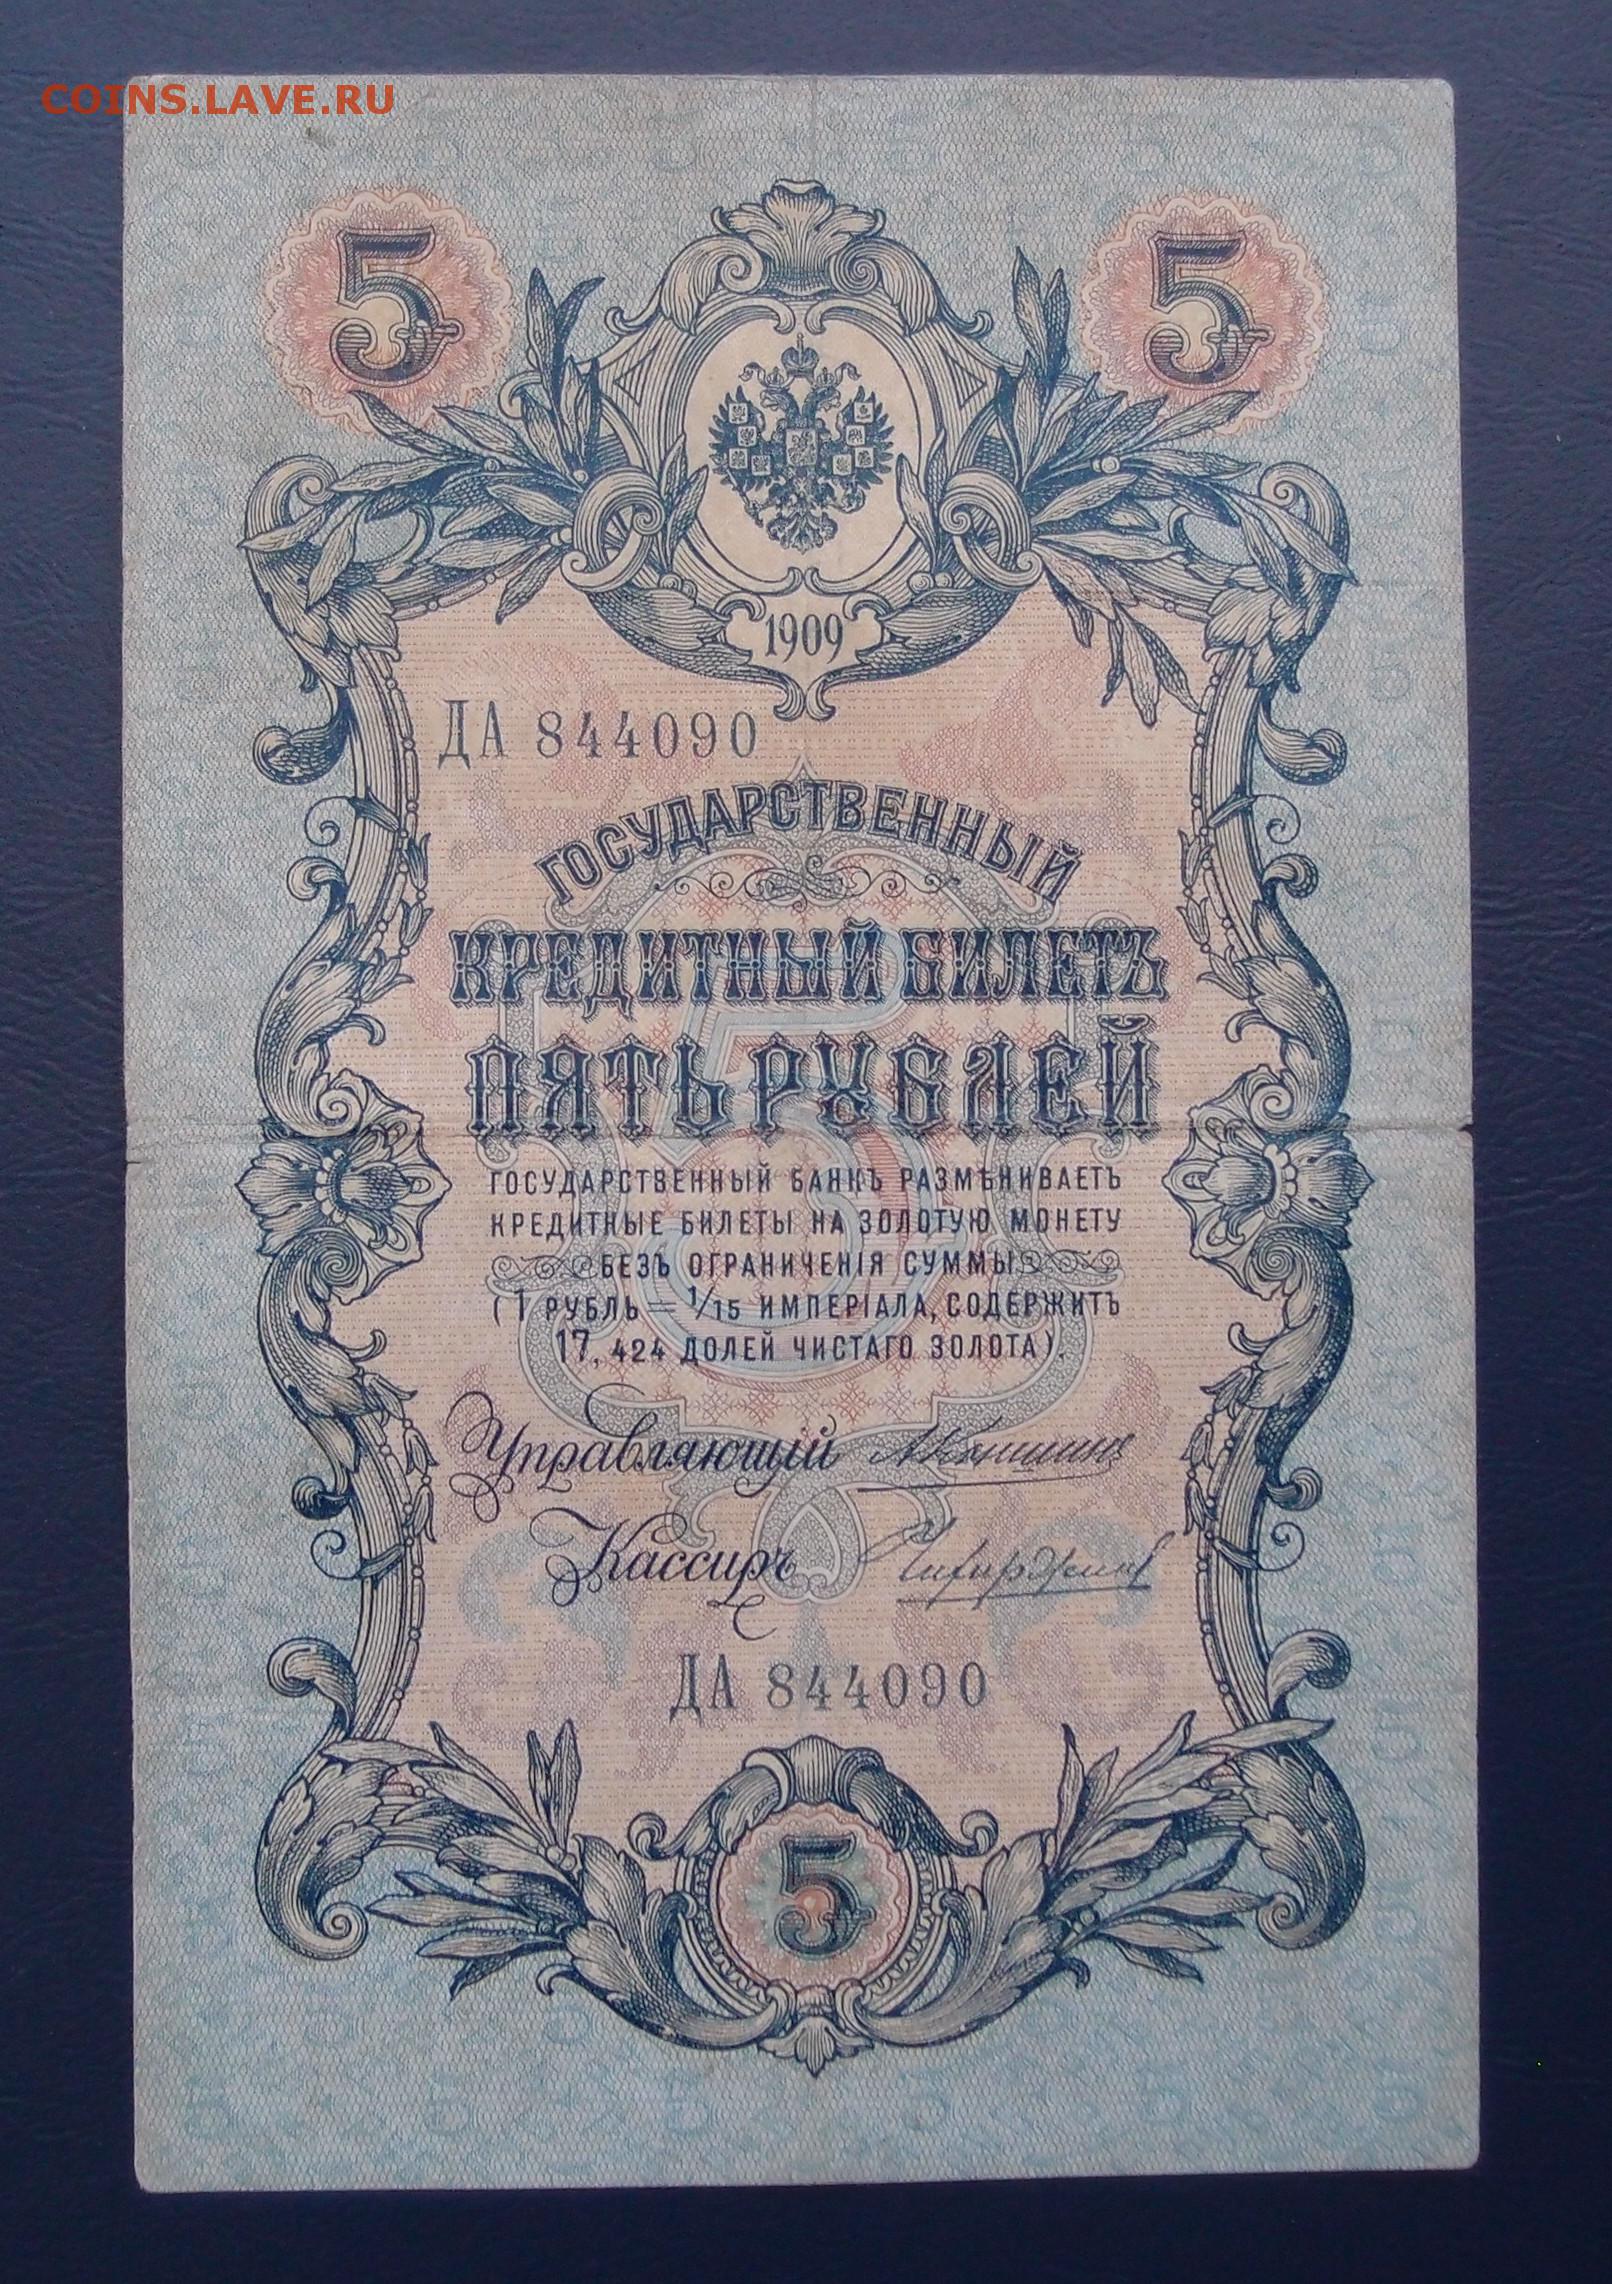 COINS.LAVE.RU
5 5
1909
ДА 844090
ГОСУДАРСТВЕННЫЙ
КРЕДИТНЫЙ БИЛЕТЪ
ПЯТЬ РУБЛЕЙ
ГОСУДАРСТВЕННЫЙ БАНКЪ РАЗМѢНИВАЕТЪ
КРЕДИТНЫЕ БИЛЕТЫ НА ЗОЛОТУЮ МОНЕТУ
БЕЗЪ ОГРАНИЧЕНІЯ СУММЫ
(1 РУБЛЬ = 1/15 ИМПЕРІАЛА, СОДЕРЖИТЪ
17, 424 ДОЛЕЙ ЧИСТАГО ЗОЛОТА).
Управляющій
Кассиръ
ДА 844090
5